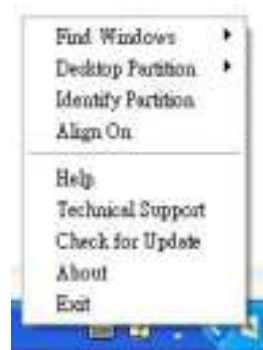 Find Windows
Desktop Partition
Identify Partition
Align On
Help
Technical Support
Check for Update
About
Exit